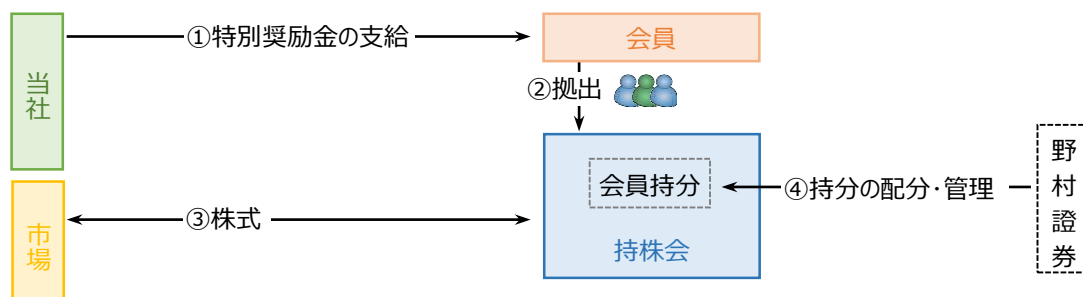 当社
①特別奨励金の支給
会員
②拠出
会員持分
持株会
③株式
市場
④持分の配分・管理
野村證券